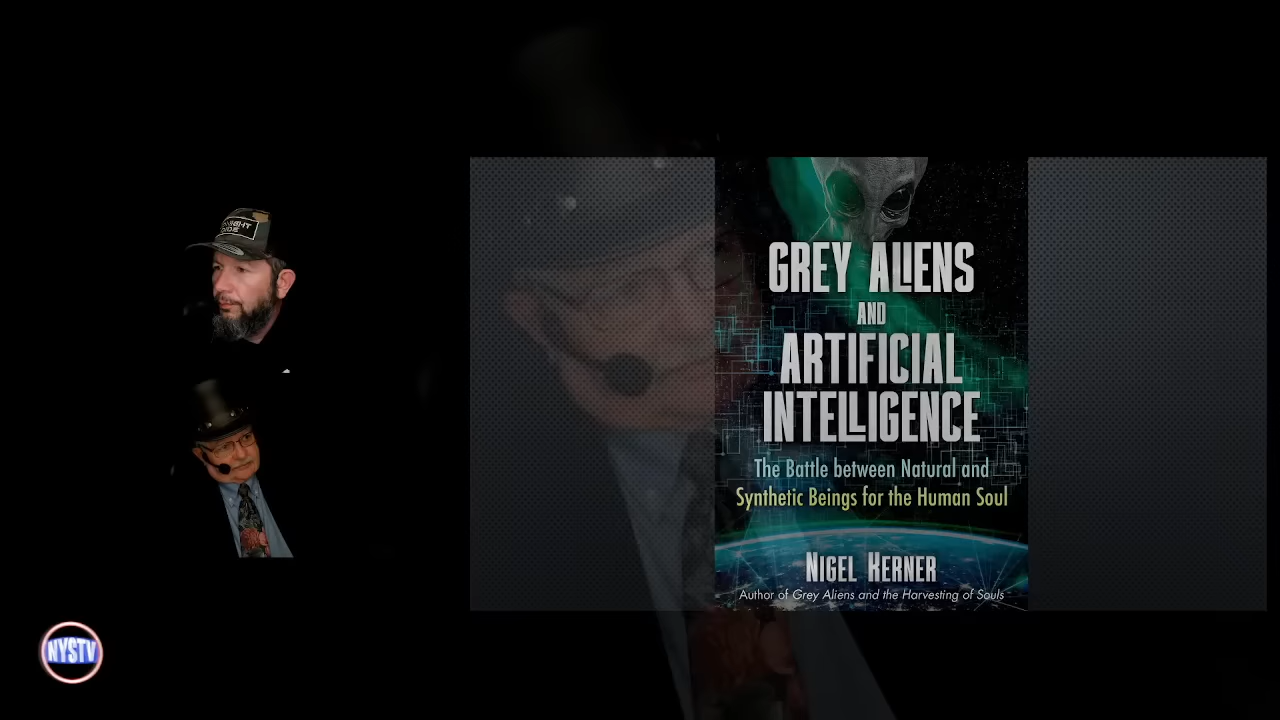 GREY ALIENS
AND
ARTIFICIAL
INTELLIGENCE
The Battle between Natural and
Synthetic Beings for the Human Soul
NIGEL KERNER
Author of Grey Aliens and the Harvesting of Souls
NYSTV